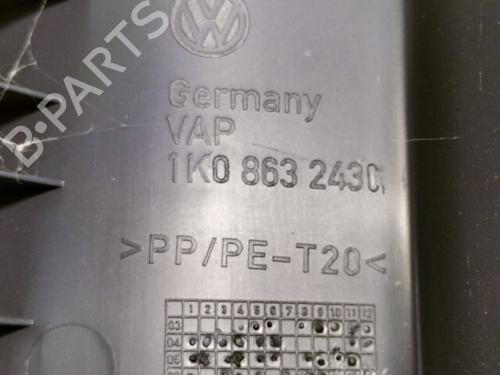 Germany
VAP
1K0 863 243C
>PP/PE-T20<
1 2 3 4 5 6 7 8 9 10 11 12
03
04
05
B-PARTS